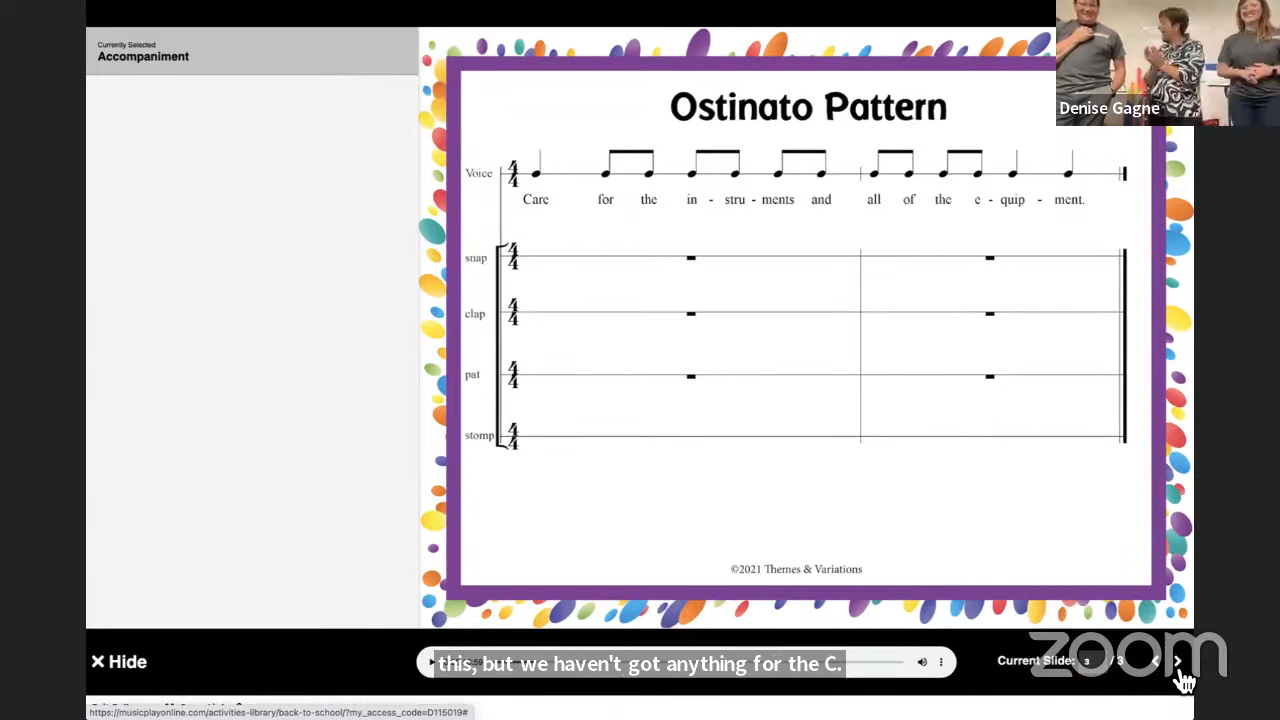 Currently Selected
Accompaniment
Denise Gagne
Ostinato Pattern
Voice
Care for the in - stru - ments and all of the e - quip - ment.
snap
clap
pat
stomp
©2021 Themes & Variations
× Hide
this, but we haven't got anything for the C.
Current Slide: 3 / 3
zoom
https://musicplayonline.com/activities-library/back-to-school/?my_access_code=D115019#